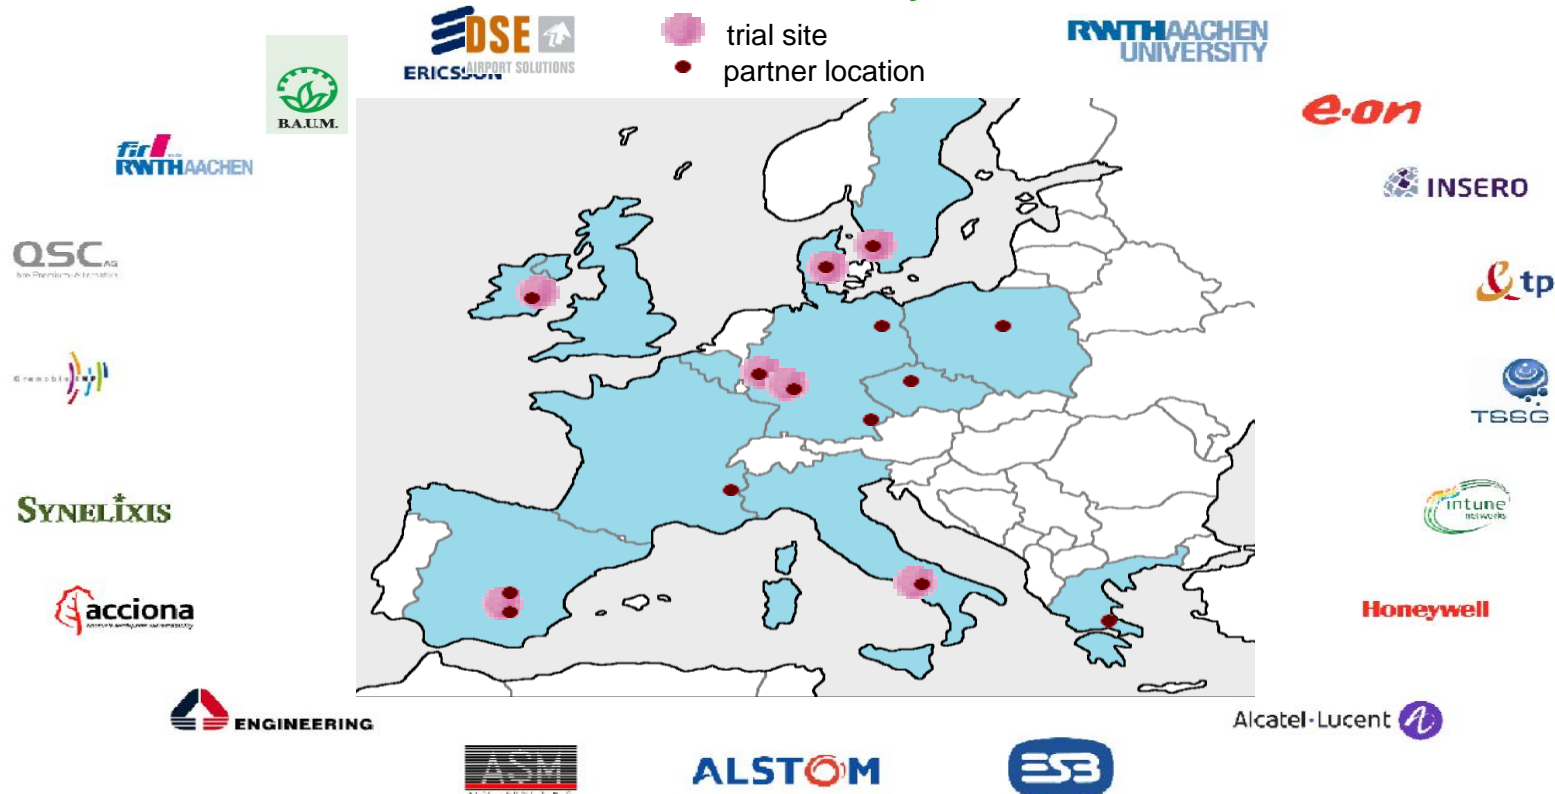 DSE
AIRPORT SOLUTIONS
ERICSSON
trial site
partner location
RWTHAACHEN
UNIVERSITY
B.A.U.M.
e·on
fir
RWTHAACHEN
INSERO
QSC AG
tp
TSSG
SYNELIXIS
intune
networks
acciona
Honeywell
ENGINEERING
Alcatel·Lucent
ASM
ALSTOM
ESB